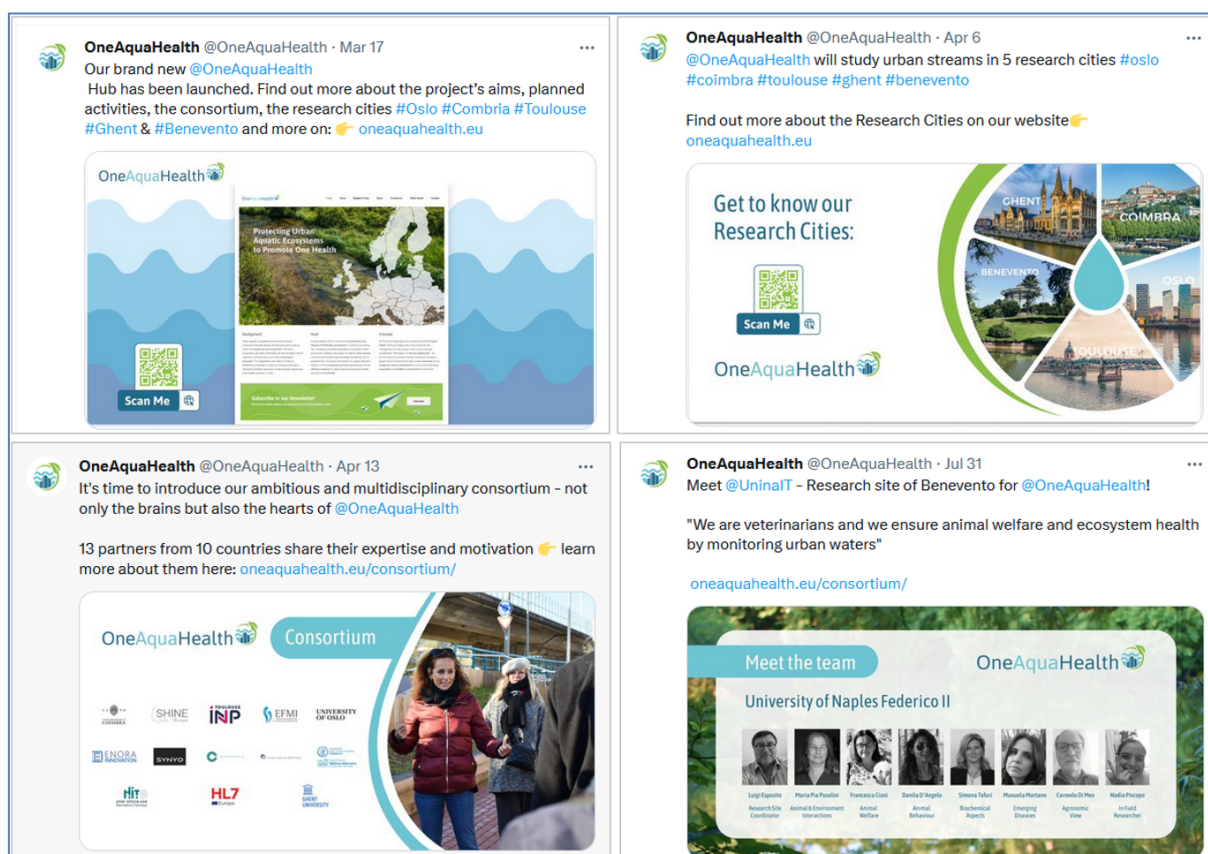 OneAquaHealth @OneAquaHealth · Mar 17
Our brand new @OneAquaHealth
Hub has been launched. Find out more about the project's aims, planned
activities, the consortium, the research cities #Oslo #Combria #Toulouse
#Ghent & #Benevento and more on: 👉 oneaquahealth.eu
OneAquaHealth
Protecting Urban
Aquatic Ecosystems
to Promote One Health
Background
Goal
Concept
Subscribe to our Newsletter!
Scan Me
OneAquaHealth @OneAquaHealth · Apr 6
@OneAquaHealth will study urban streams in 5 research cities #oslo
#coimbra #toulouse #ghent #benevento
Find out more about the Research Cities on our website👉
oneaquahealth.eu
Get to know our
Research Cities:
Scan Me
OneAquaHealth
GHENT
COIMBRA
BENEVENTO
OSLO
TOULOUSE
OneAquaHealth @OneAquaHealth · Apr 13
It's time to introduce our ambitious and multidisciplinary consortium - not
only the brains but also the hearts of @OneAquaHealth
13 partners from 10 countries share their expertise and motivation 👉 learn
more about them here: oneaquahealth.eu/consortium/
OneAquaHealth
Consortium
SHINE
TOULOUSE
INP
EFMI
UNIVERSITY
OF OSLO
ENORA
INNOVATION
SYNYO
HIT
HL7
Europe
GHENT
UNIVERSITY
OneAquaHealth @OneAquaHealth · Jul 31
Meet @UninaIT - Research site of Benevento for @OneAquaHealth!
"We are veterinarians and we ensure animal welfare and ecosystem health
by monitoring urban waters"
oneaquahealth.eu/consortium/
Meet the team
OneAquaHealth
University of Naples Federico II
Luigi Esposito
Research Site
Coordinator
Maria Pia Pasolini
Animal & Environment
Interactions
Francesca Ciani
Animal
Welfare
Danila D'Angelo
Animal
Behaviour
Simona Tafuri
Biochemical
Aspects
Manuela Martano
Emerging
Diseases
Carmelo Di Meo
Agronomic
View
Nadia Piscopo
In Field
Researcher